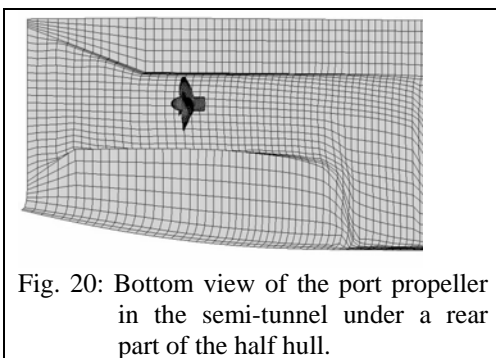 Fig. 20: Bottom view of the port propeller
in the semi-tunnel under a rear
part of the half hull.